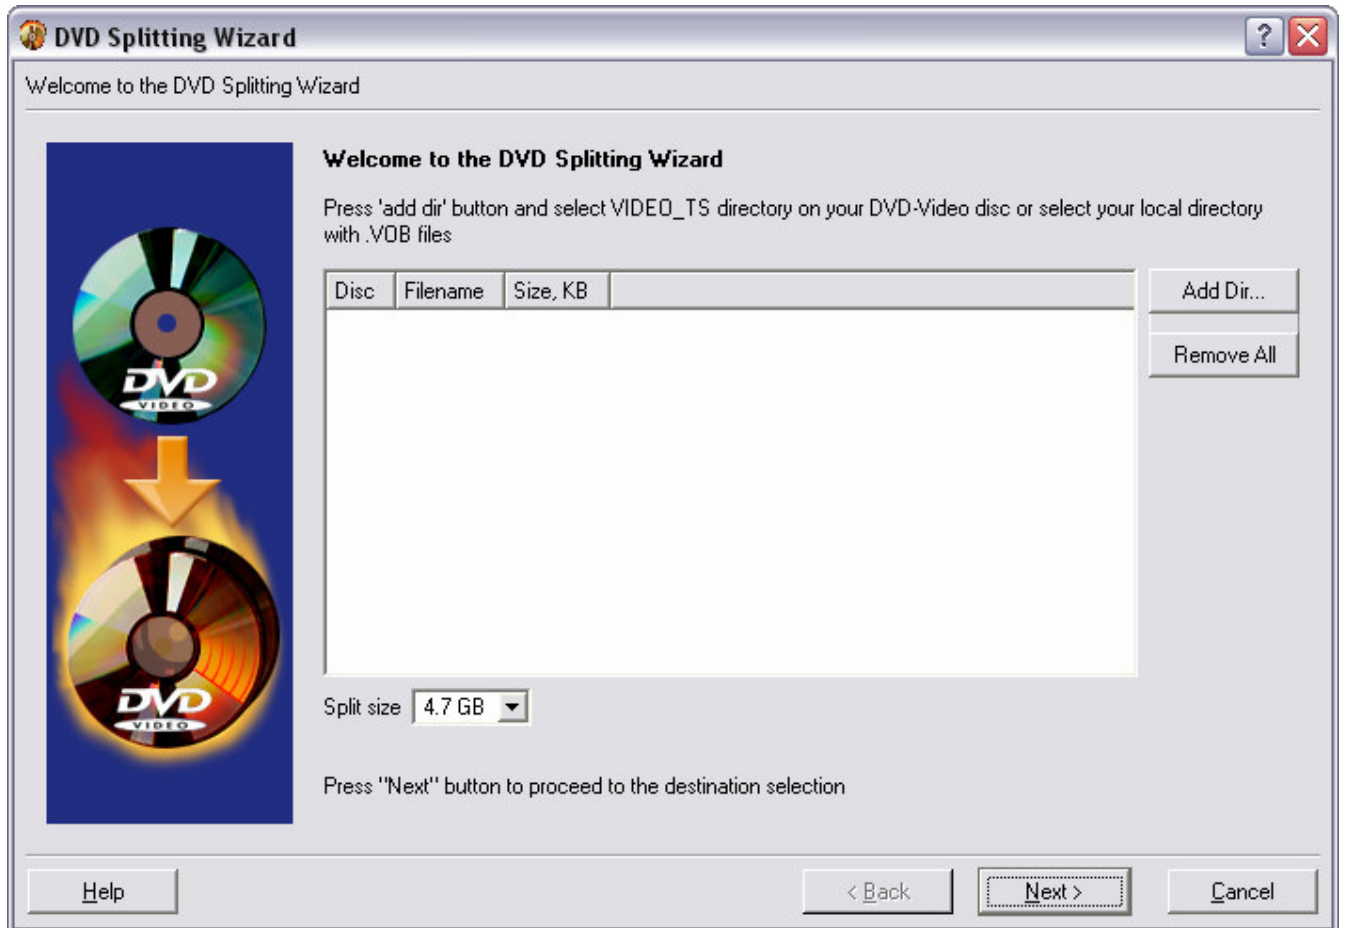 DVD Splitting Wizard
Welcome to the DVD Splitting Wizard
Welcome to the DVD Splitting Wizard
Press 'add dir' button and select VIDEO_TS directory on your DVD-Video disc or select your local directory
with .VOB files
Disc Filename Size, KB
Add Dir...
Remove All
DVD
VIDEO
DVD
VIDEO
Split size 4.7 GB
Press "Next" button to proceed to the destination selection
Help < Back Next > Cancel